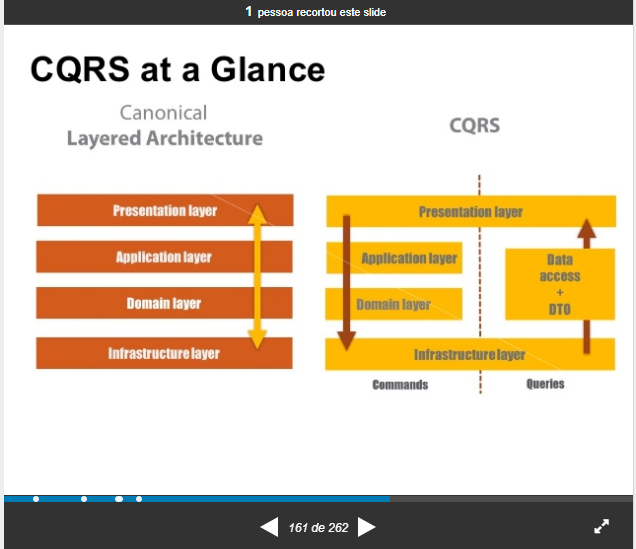 1 pessoa recortou este slide
CQRS at a Glance
Canonical
Layered Architecture
Presentation layer
Application layer
Domain layer
Infrastructure layer
CQRS
Presentation layer
Application layer
Domain layer
Data
access
+
DTO
Infrastructure layer
Commands
Queries
161 de 262